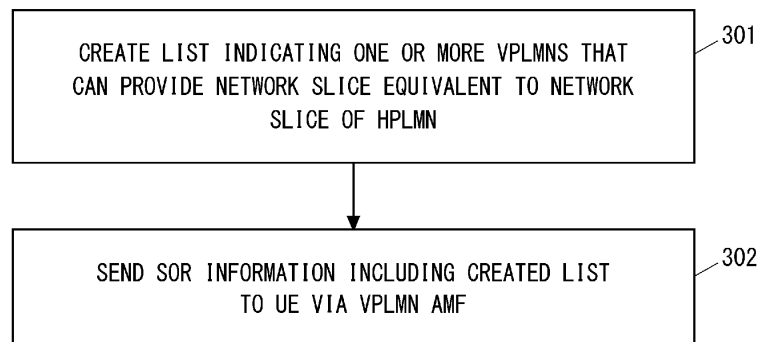 CREATE LIST INDICATING ONE OR MORE VPLMNS THAT
CAN PROVIDE NETWORK SLICE EQUIVALENT TO NETWORK
SLICE OF HPLMN
301
SEND SOR INFORMATION INCLUDING CREATED LIST
TO UE VIA VPLMN AMF
302